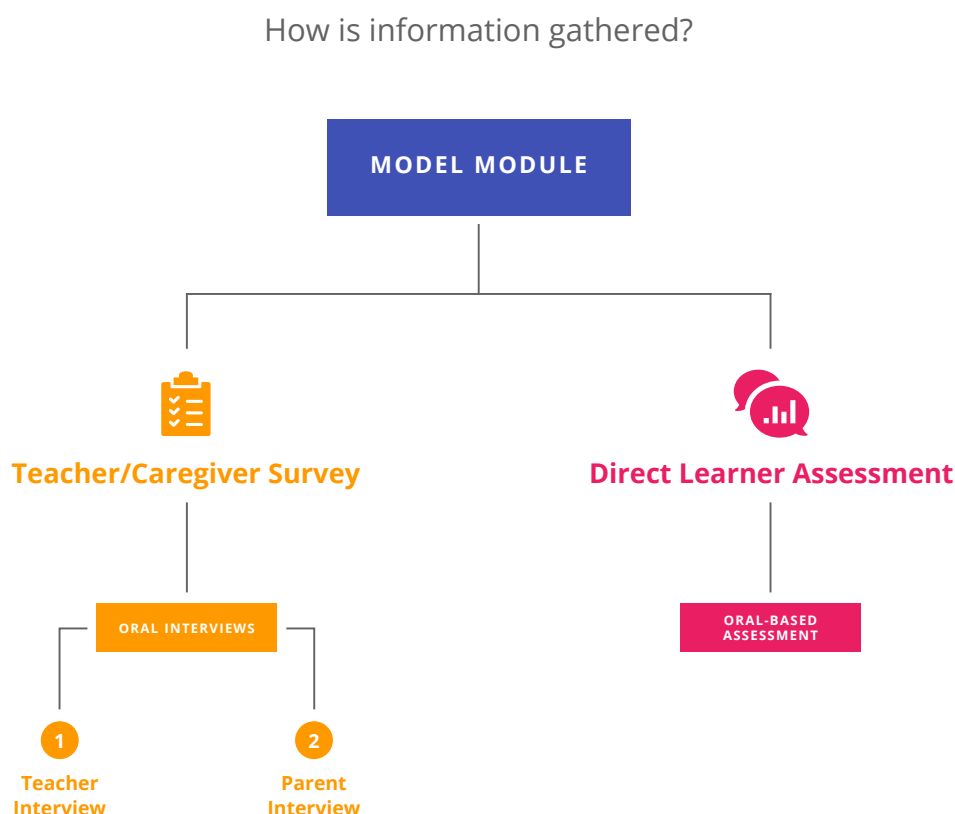 How is information gathered?
MODEL MODULE
Teacher/Caregiver Survey
Direct Learner Assessment
ORAL INTERVIEWS
ORAL-BASED
ASSESSMENT
1
Teacher
Interview
2
Parent
Interview